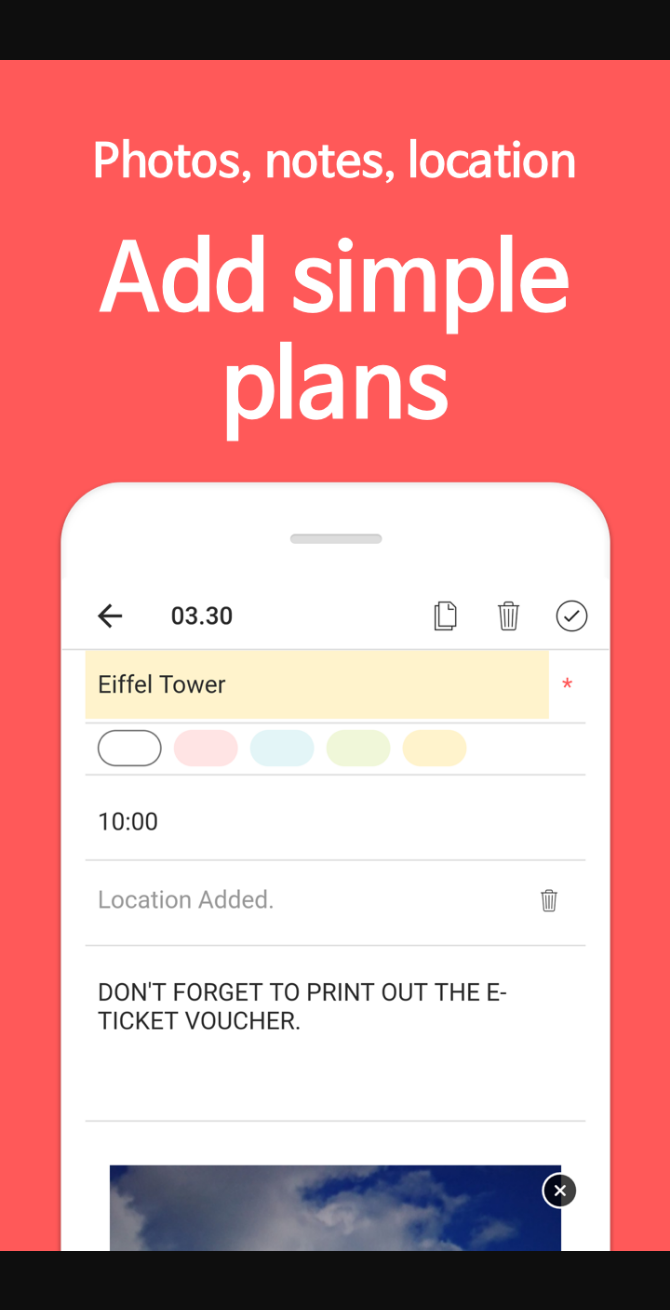 Photos, notes, location
Add simple
plans
03.30
Eiffel Tower
*
10:00
Location Added.
DON'T FORGET TO PRINT OUT THE E-
TICKET VOUCHER.